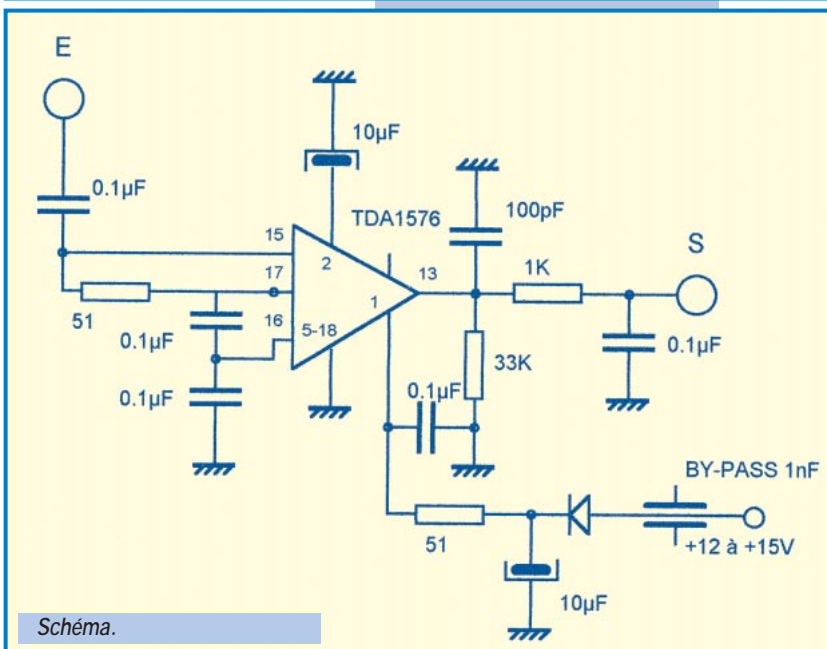 E
10µF
0.1µF
TDA1576
100pF
S
15
17
2
13
1K
51
16
5-18
1
0.1µF
0.1µF
0.1µF
33K
0.1µF
BY-PASS 1nF
51
+12 à +15V
10µF
Schéma.